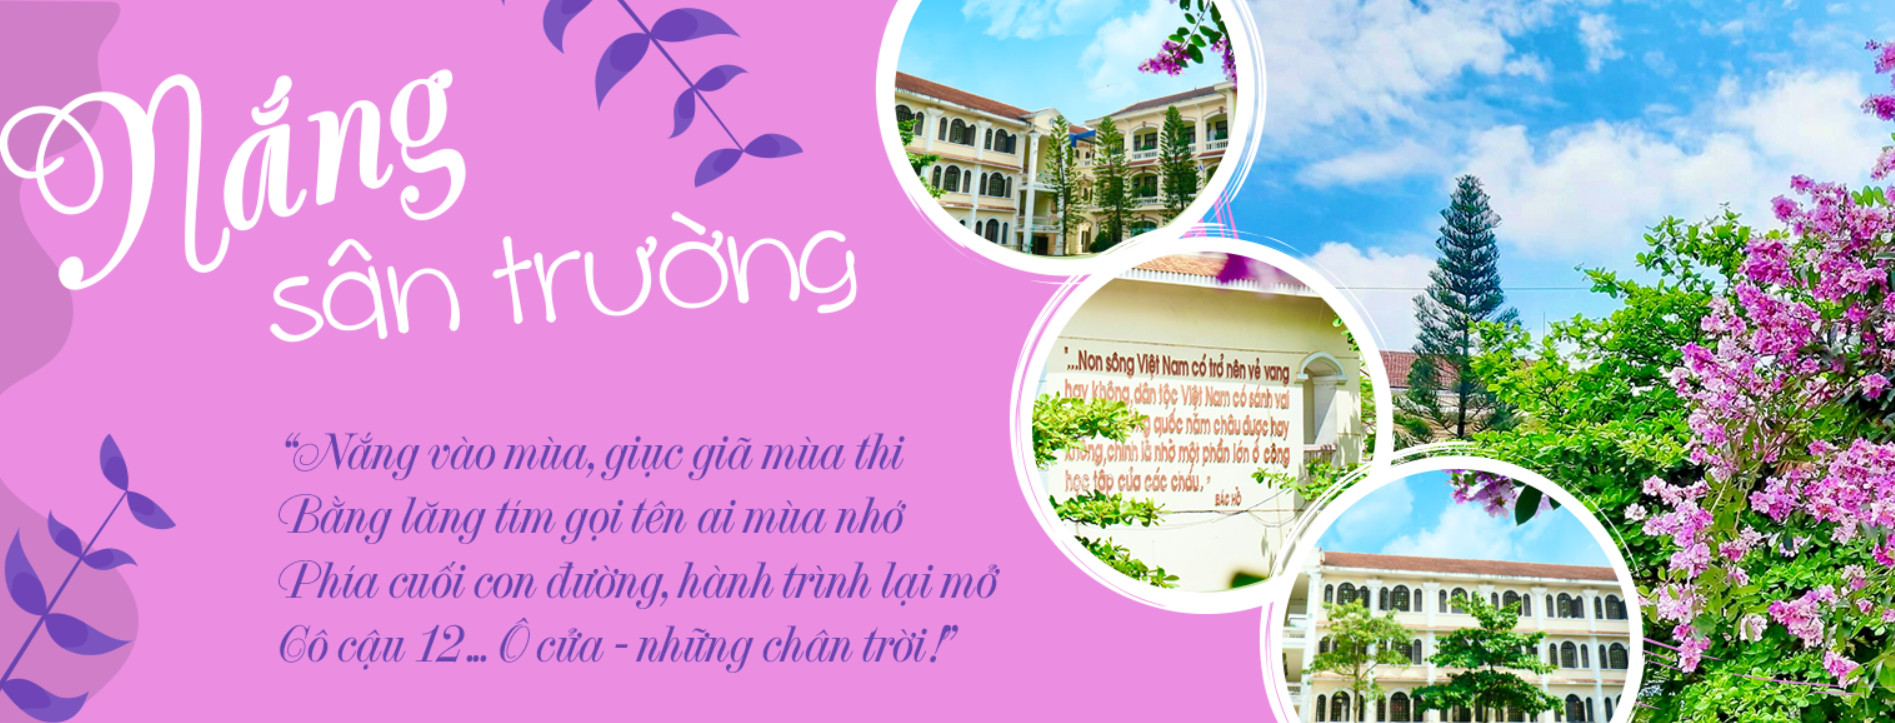 Nắng
sân trường
“Nắng vào mùa, giục giã mùa thi
Bằng lăng tím gọi tên ai mùa nhớ
Phía cuối con đường, hành trình lại mở
Cô cậu 12... Ô cửa - những chân trời!”
"...Non sông Việt Nam có trở nên vẻ vang
hay không, dân tộc Việt Nam có sánh vai
quốc năm châu được hay
không, chính là nhờ một phần lớn ở công
học tập của các cháu."
BÁC HỒ